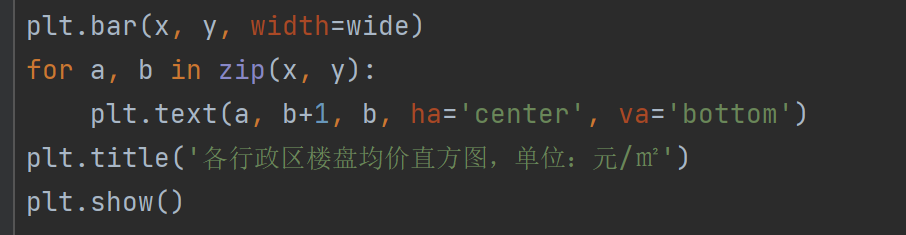 plt.bar(x, y, width=wide)
for a, b in zip(x, y):
    plt.text(a, b+1, b, ha='center', va='bottom')
plt.title('各行政区楼盘均价直方图，单位：元/㎡')
plt.show()